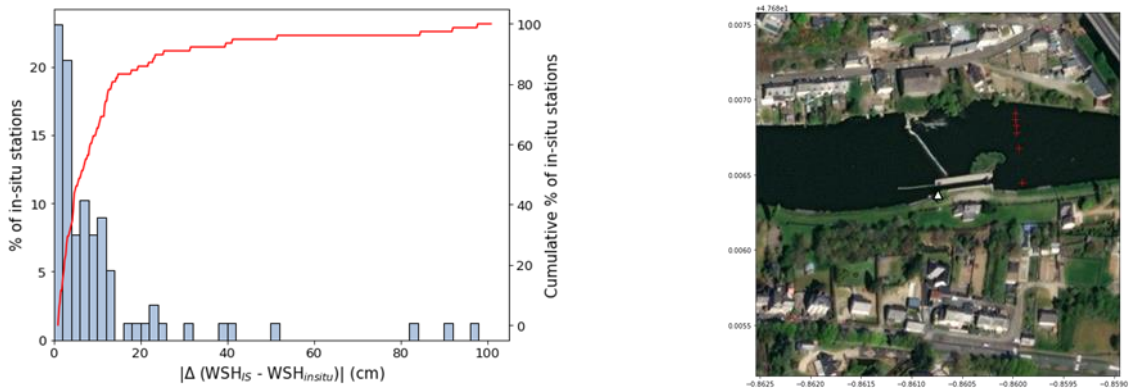 % of in-situ stations
20
15
10
5
0
0 20 40 60 80 100
|Δ (WSH_IS - WSH_insitu)| (cm)
100
80
60
40
20
0
Cumulative % of in-situ stations
+4.768e1
0.0075
0.0070
0.0065
0.0060
0.0055
−0.8625 −0.8620 −0.8615 −0.8610 −0.8605 −0.8600 −0.8595 −0.8590